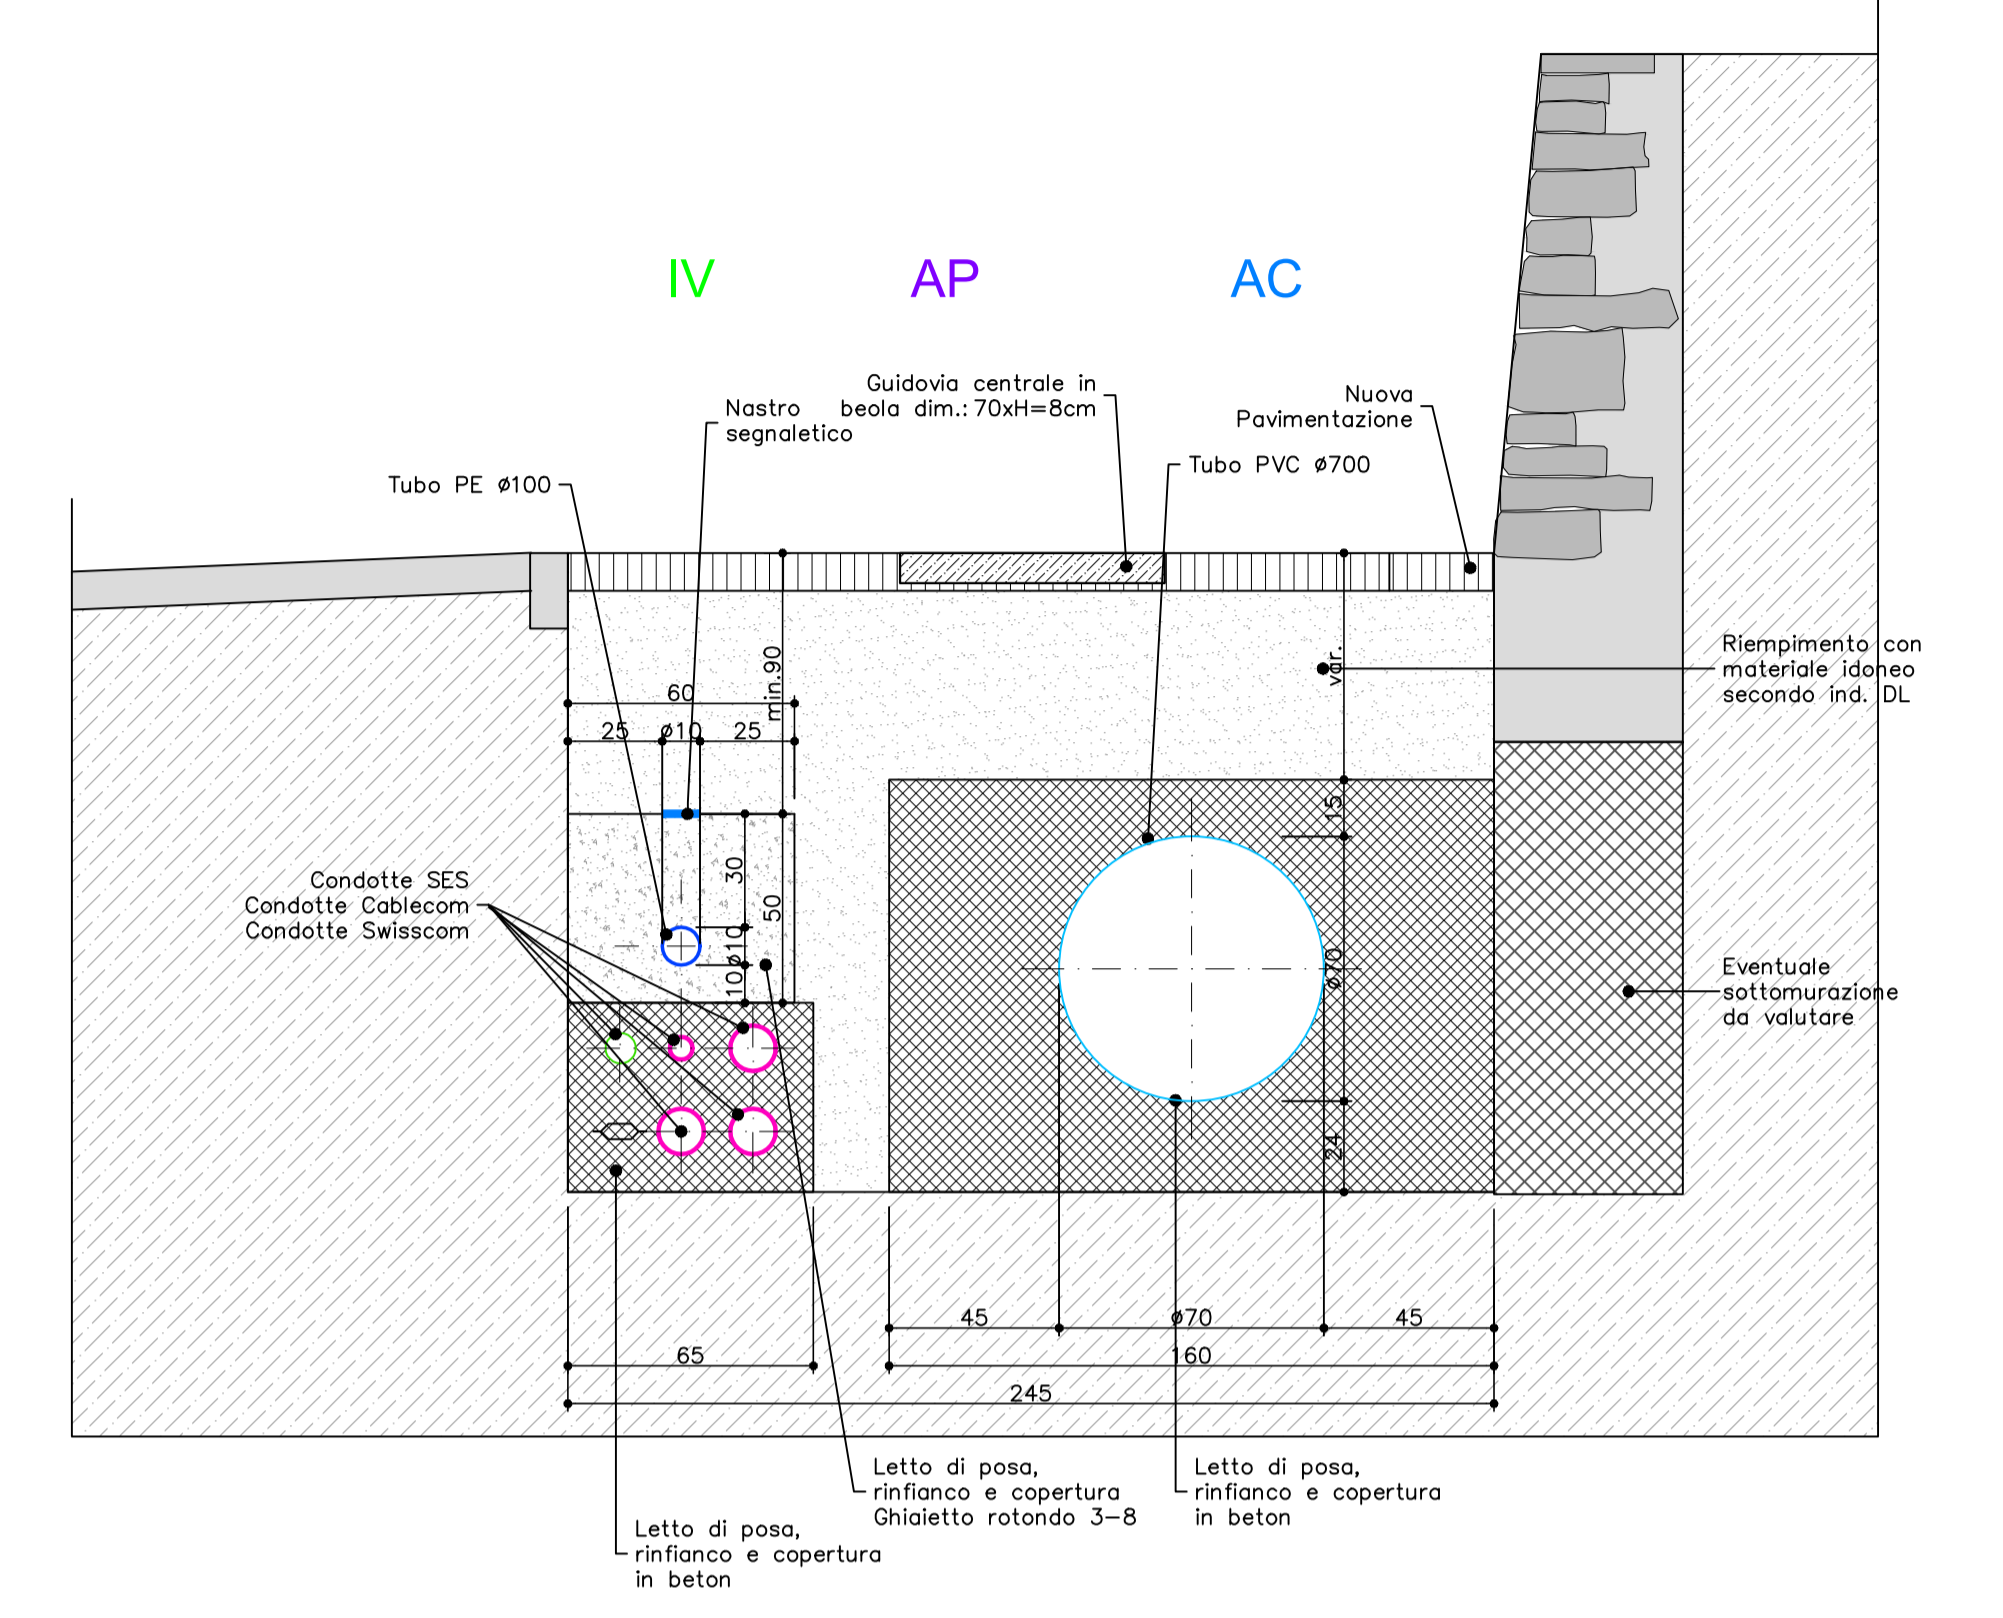 IV
AP
AC
Guidovia centrale in
beola dim.: 70xH=8cm
Nastro
segnaletico
Nuova
Pavimentazione
Tubo PVC ø700
Tubo PE ø100
Riempimento con
materiale idoneo
secondo ind. DL
min.90
var.
60
25
ø10
25
15
30
50
ø10
10
ø70
24
Condotte SES
Condotte Cablecom
Condotte Swisscom
Eventuale
sottomurazione
da valutare
45
ø70
45
65
160
245
Letto di posa,
rinfianco e copertura
Ghiaietto rotondo 3-8
Letto di posa,
rinfianco e copertura
in beton
Letto di posa,
rinfianco e copertura
in beton